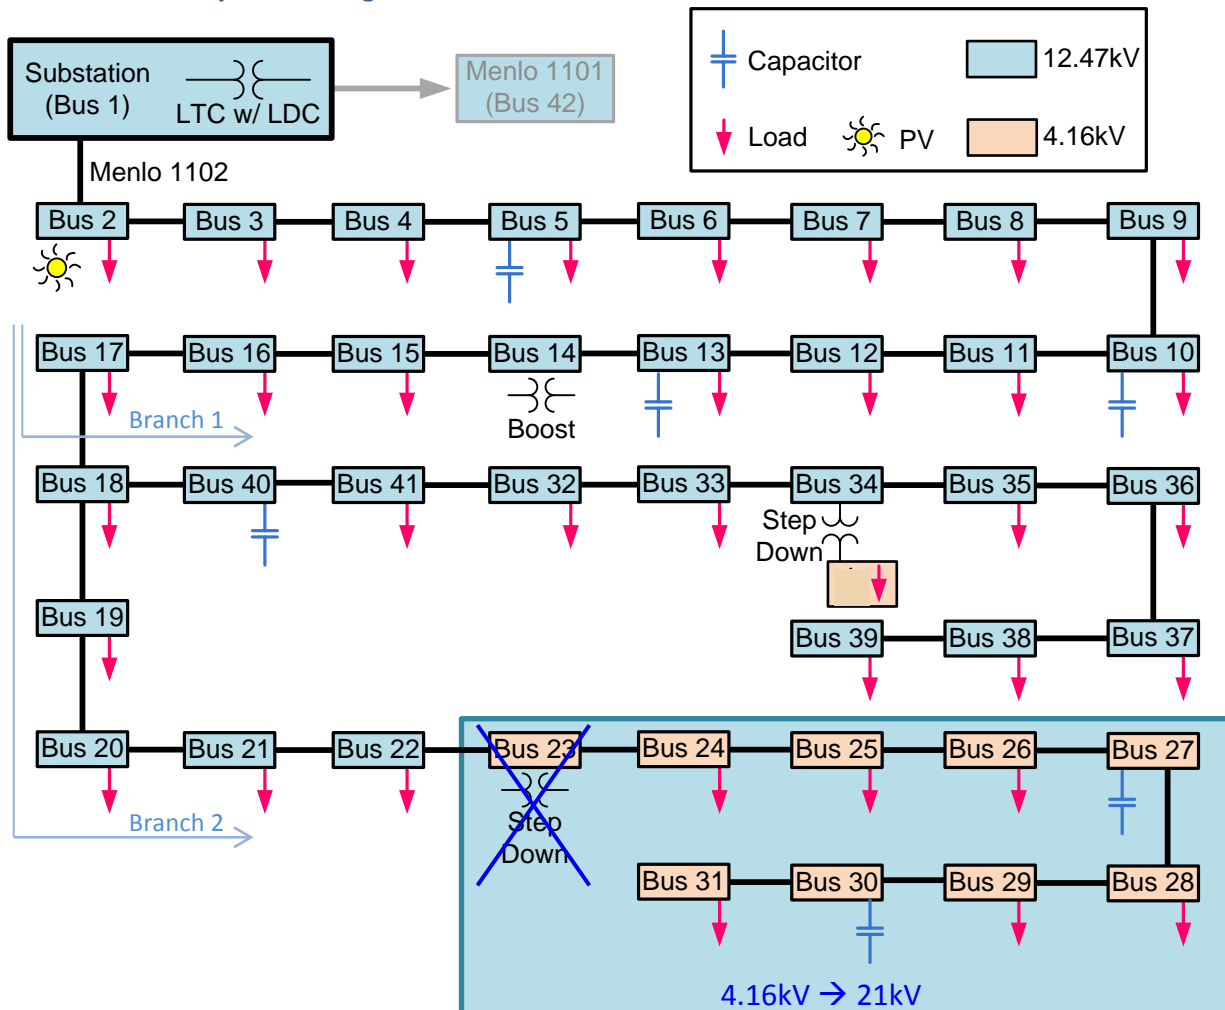 Substation
(Bus 1)
LTC w/ LDC
Menlo 1101
(Bus 42)
Capacitor
12.47kV
Load
PV
4.16kV
Menlo 1102
Bus 2
Bus 3
Bus 4
Bus 5
Bus 6
Bus 7
Bus 8
Bus 9
Bus 17
Bus 16
Bus 15
Bus 14
Bus 13
Bus 12
Bus 11
Bus 10
Boost
Branch 1
Bus 18
Bus 40
Bus 41
Bus 32
Bus 33
Bus 34
Bus 35
Bus 36
Step
Down
Bus 19
Bus 39
Bus 38
Bus 37
Bus 20
Bus 21
Bus 22
Bus 23
Bus 24
Bus 25
Bus 26
Bus 27
Step
Down
Branch 2
Bus 31
Bus 30
Bus 29
Bus 28
4.16kV → 21kV